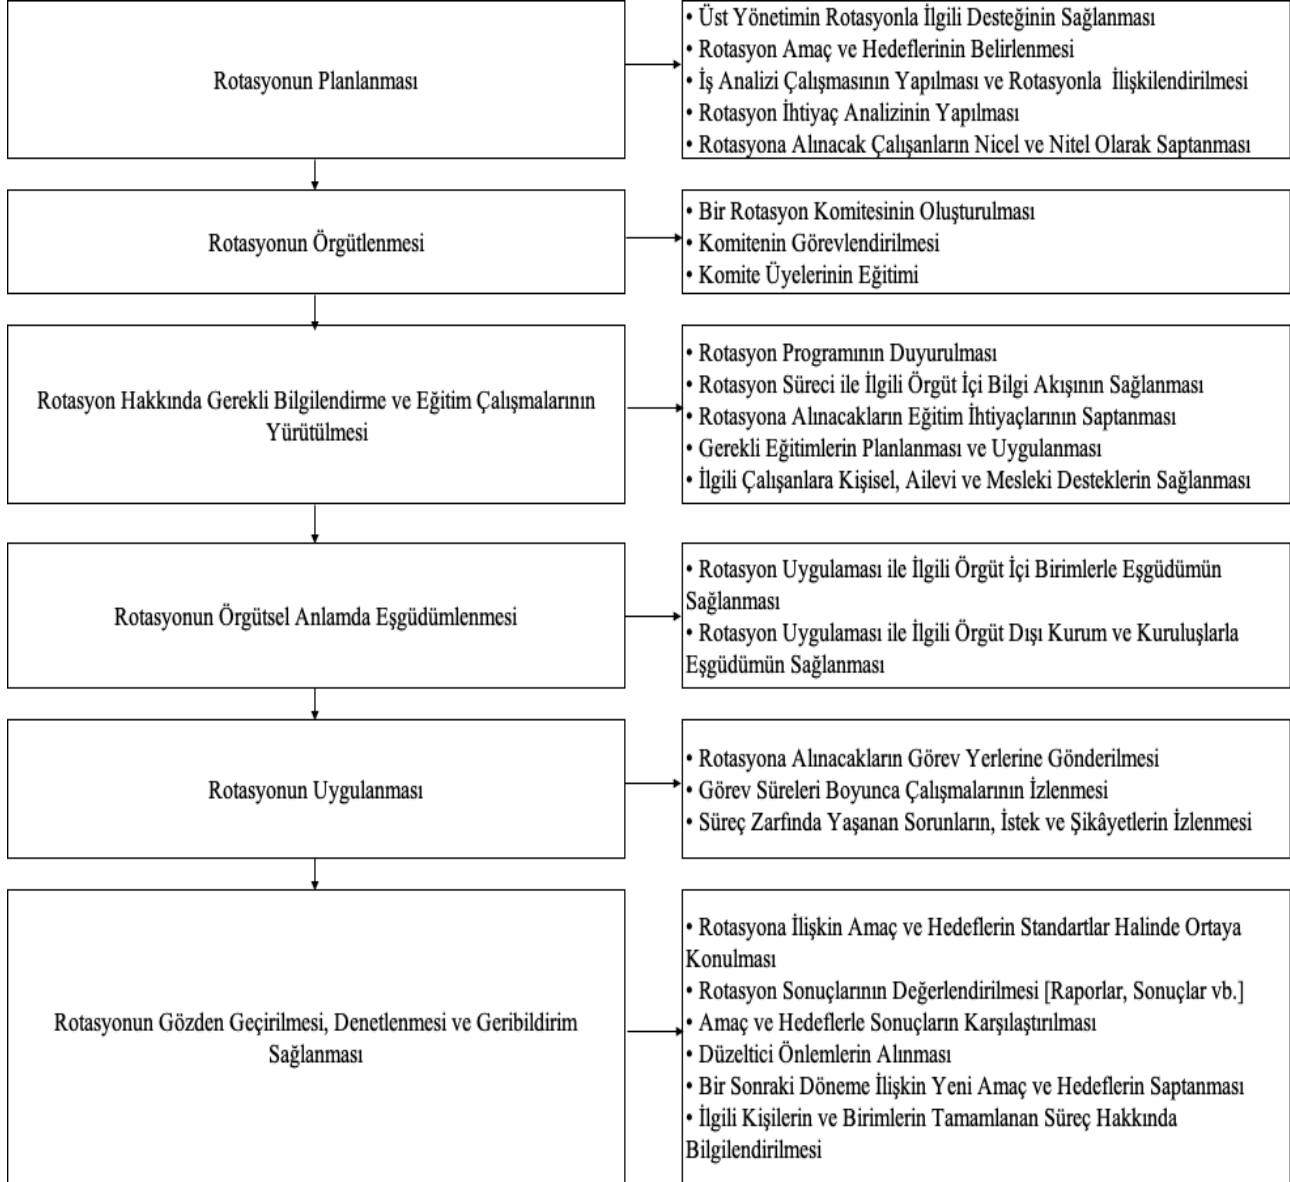 Rotasyonun Planlanması
• Üst Yönetimin Rotasyonla İlgili Desteğinin Sağlanması
• Rotasyon Amaç ve Hedeflerinin Belirlenmesi
• İş Analizi Çalışmasının Yapılması ve Rotasyonla İlişkilendirilmesi
• Rotasyon İhtiyaç Analizinin Yapılması
• Rotasyona Alınacak Çalışanların Nicel ve Nitel Olarak Saptanması
Rotasyonun Örgütlenmesi
• Bir Rotasyon Komitesinin Oluşturulması
• Komitenin Görevlendirilmesi
• Komite Üyelerinin Eğitimi
Rotasyon Hakkında Gerekli Bilgilendirme ve Eğitim Çalışmalarının
Yürütülmesi
• Rotasyon Programının Duyurulması
• Rotasyon Süreci ile İlgili Örgüt İçi Bilgi Akışının Sağlanması
• Rotasyona Alınacakların Eğitim İhtiyaçlarının Saptanması
• Gerekli Eğitimlerin Planlanması ve Uygulanması
• İlgili Çalışanlara Kişisel, Ailevi ve Mesleki Desteklerin Sağlanması
Rotasyonun Örgütsel Anlamda Eşgüdümlenmesi
• Rotasyon Uygulaması ile İlgili Örgüt İçi Birimlerle Eşgüdümün
Sağlanması
• Rotasyon Uygulaması ile İlgili Örgüt Dışı Kurum ve Kuruluşlarla
Eşgüdümün Sağlanması
Rotasyonun Uygulanması
• Rotasyona Alınacakların Görev Yerlerine Gönderilmesi
• Görev Süreleri Boyunca Çalışmalarının İzlenmesi
• Süreç Zarfında Yaşanan Sorunların, İstek ve Şikâyetlerin İzlenmesi
Rotasyonun Gözden Geçirilmesi, Denetlenmesi ve Geribildirim
Sağlanması
• Rotasyona İlişkin Amaç ve Hedeflerin Standartlar Halinde Ortaya
Konulması
• Rotasyon Sonuçlarının Değerlendirilmesi [Raporlar, Sonuçlar vb.]
• Amaç ve Hedeflerle Sonuçların Karşılaştırılması
• Düzeltici Önlemlerin Alınması
• Bir Sonraki Döneme İlişkin Yeni Amaç ve Hedeflerin Saptanması
• İlgili Kişilerin ve Birimlerin Tamamlanan Süreç Hakkında
Bilgilendirilmesi